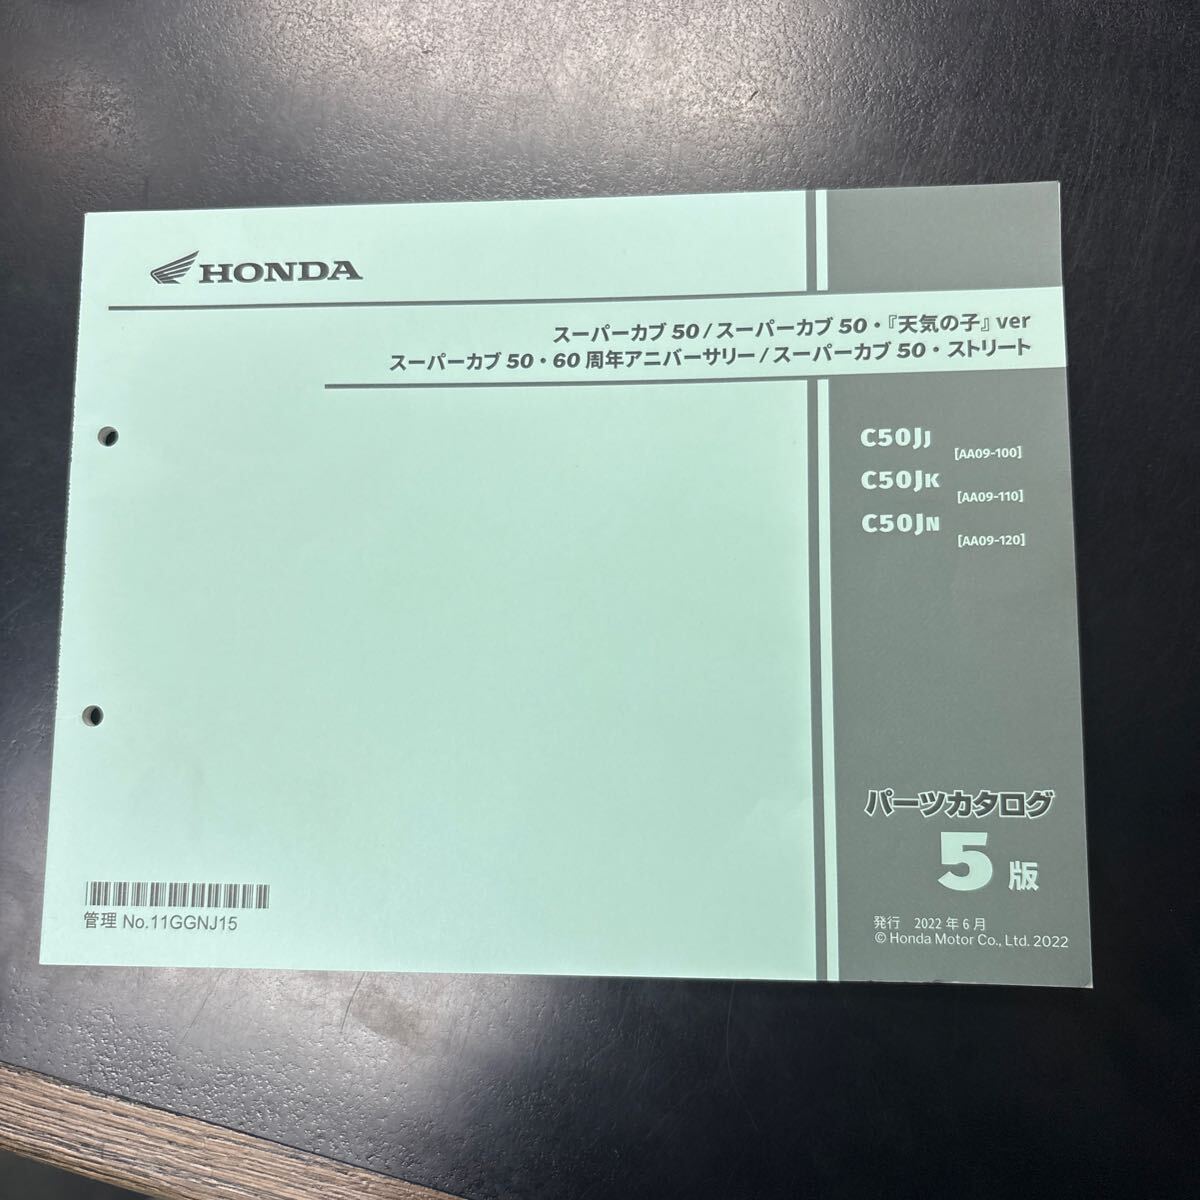 HONDA
スーパーカブ 50 / スーパーカブ 50・『天気の子』ver
スーパーカブ 50・60 周年アニバーサリー / スーパーカブ 50・ストリート
C50JJ
[AA09-100]
C50JK
[AA09-110]
C50JN
[AA09-120]
パーツカタログ
5 版
管理 No.11GGNJ15
発行 2022 年 6 月
© Honda Motor Co., Ltd. 2022